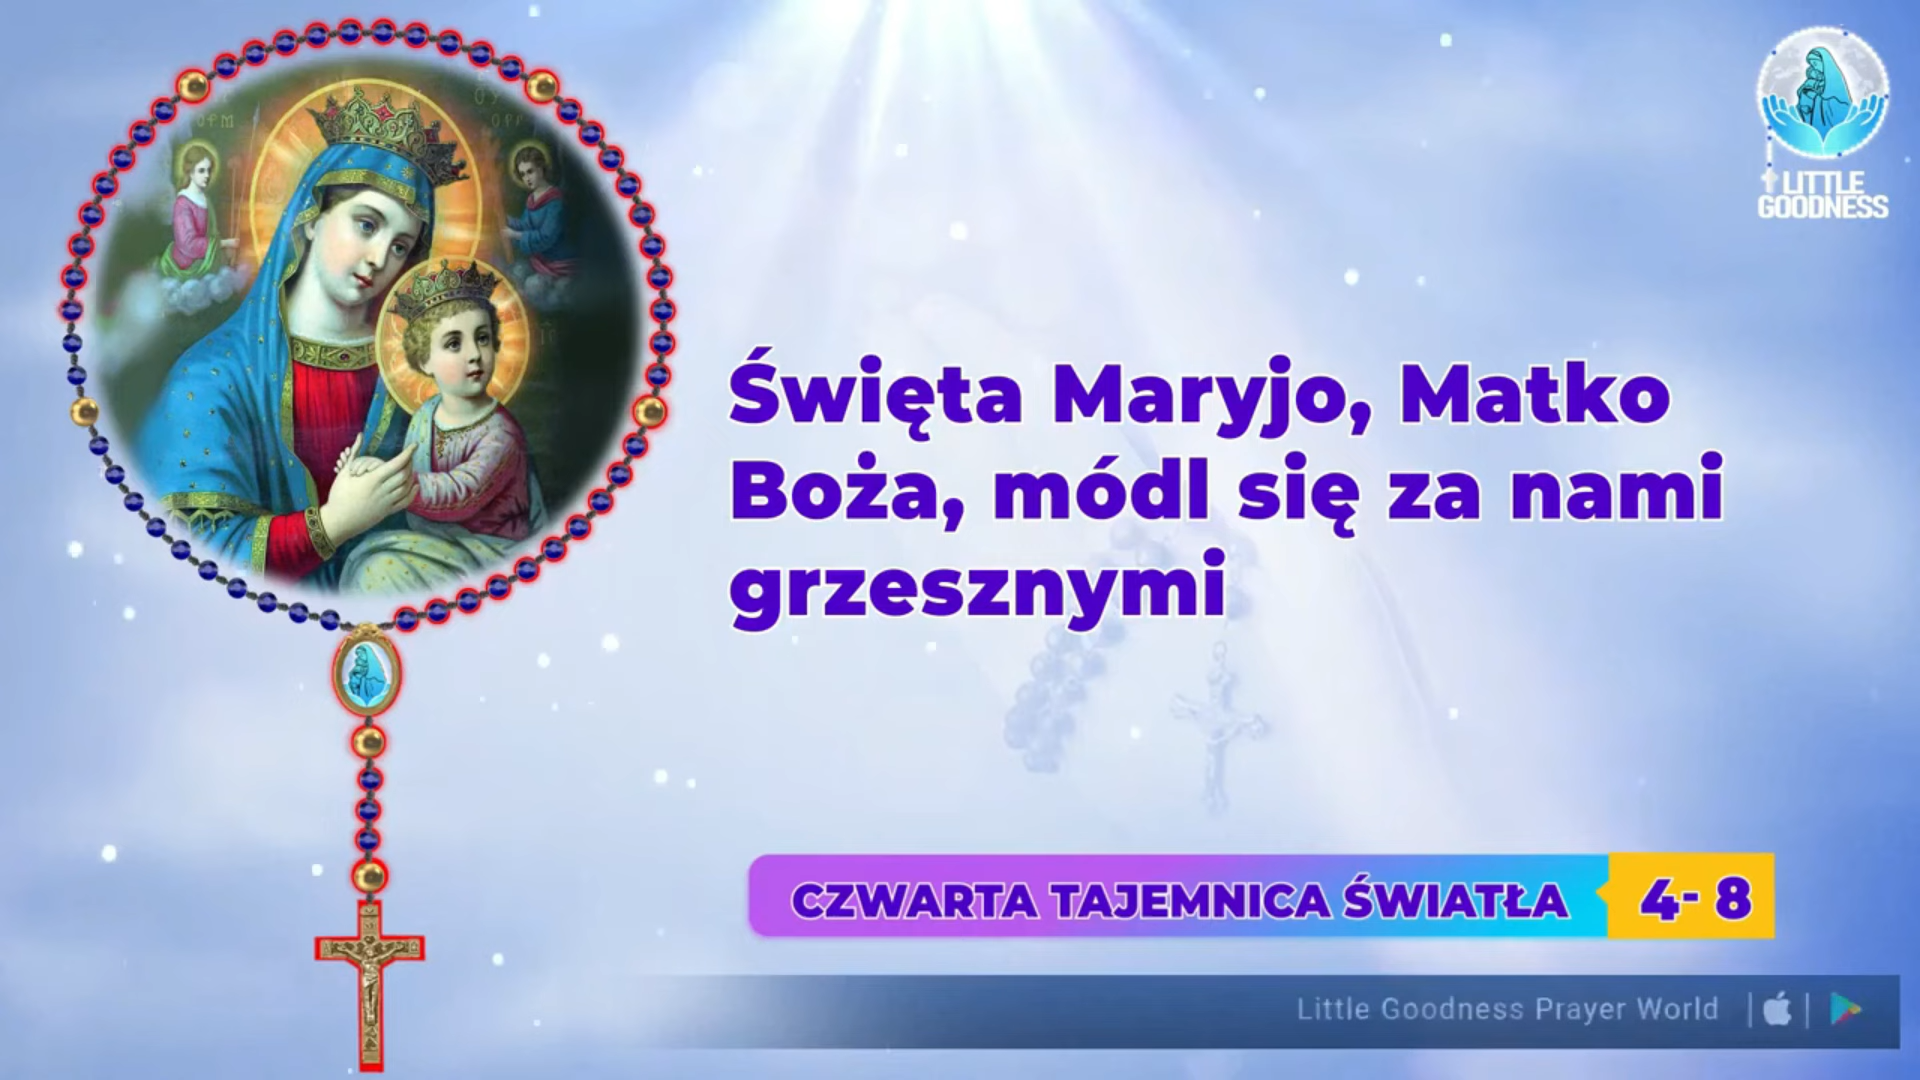 LITTLE
GOODNESS
Święta Maryjo, Matko
Boża, módl się za nami
grzesznymi
CZWARTA TAJEMNICA ŚWIATŁA 4- 8
Little Goodness Prayer World